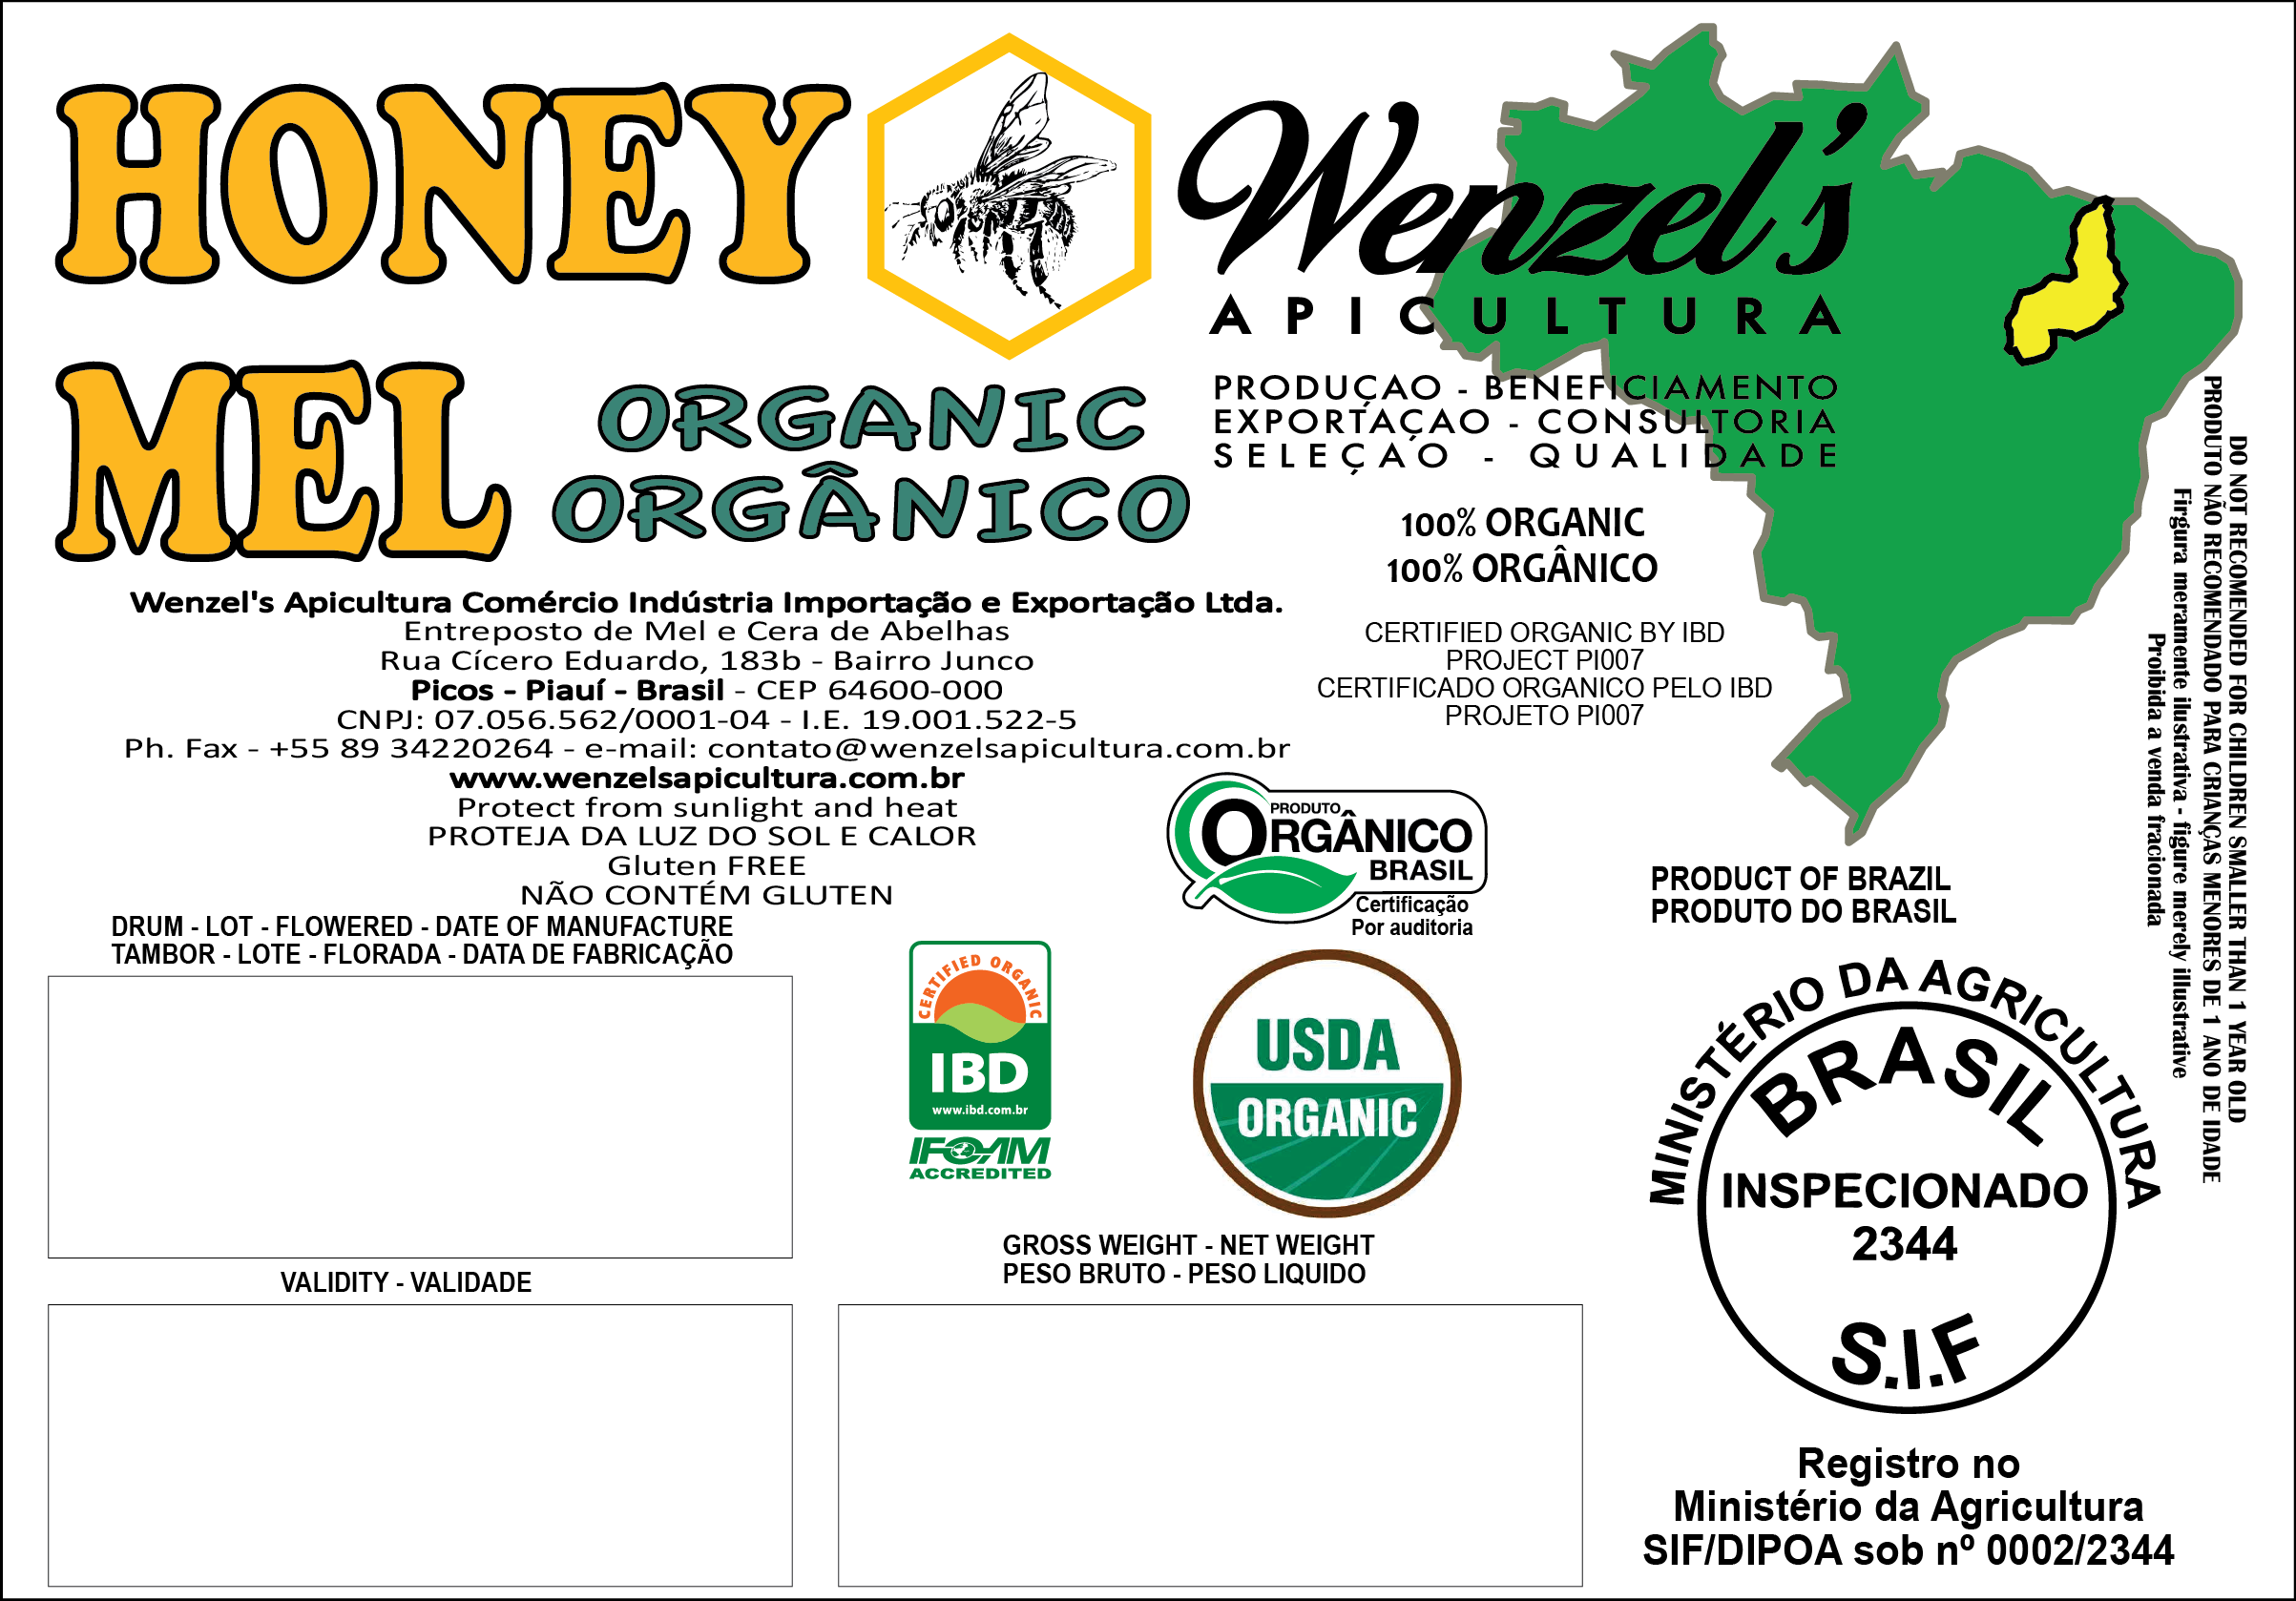 HONEY
MEL
ORGANIC
ORGÂNICO
Wenzel's
APICULTURA
PRODUÇAO - BENEFICIAMENTO
EXPORTAÇAO - CONSULTORIA
SELEÇAO - QUALIDADE
100% ORGANIC
100% ORGÂNICO
CERTIFIED ORGANIC BY IBD
PROJECT PI007
CERTIFICADO ORGANICO PELO IBD
PROJETO PI007
Wenzel's Apicultura Comércio Indústria Importação e Exportação Ltda.
Entreposto de Mel e Cera de Abelhas
Rua Cícero Eduardo, 183b - Bairro Junco
Picos - Piauí - Brasil - CEP 64600-000
CNPJ: 07.056.562/0001-04 - I.E. 19.001.522-5
Ph. Fax - +55 89 34220264 - e-mail: contato@wenzelsapicultura.com.br
www.wenzelsapicultura.com.br
Protect from sunlight and heat
PROTEJA DA LUZ DO SOL E CALOR
Gluten FREE
NÃO CONTÉM GLUTEN
DRUM - LOT - FLOWERED - DATE OF MANUFACTURE
TAMBOR - LOTE - FLORADA - DATA DE FABRICAÇÃO
VALIDITY - VALIDADE
PRODUTO
ORGÂNICO
BRASIL
Certificação
Por auditoria
CERTIFIED ORGANIC
IBD
www.ibd.com.br
IFOAM
ACCREDITED
USDA
ORGANIC
GROSS WEIGHT - NET WEIGHT
PESO BRUTO - PESO LIQUIDO
PRODUCT OF BRAZIL
PRODUTO DO BRASIL
DO NOT RECOMENDED FOR CHILDREN SMALLER THAN 1 YEAR OLD
PRODUTO NÃO RECOMENDADO PARA CRIANÇAS MENORES DE 1 ANO DE IDADE
Firgura meramente ilustrativa - figure merely illustrative
Proibida a venda fracionada
MINISTÉRIO DA AGRICULTURA
BRASIL
INSPECIONADO
2344
S.I.F
Registro no
Ministério da Agricultura
SIF/DIPOA sob nº 0002/2344